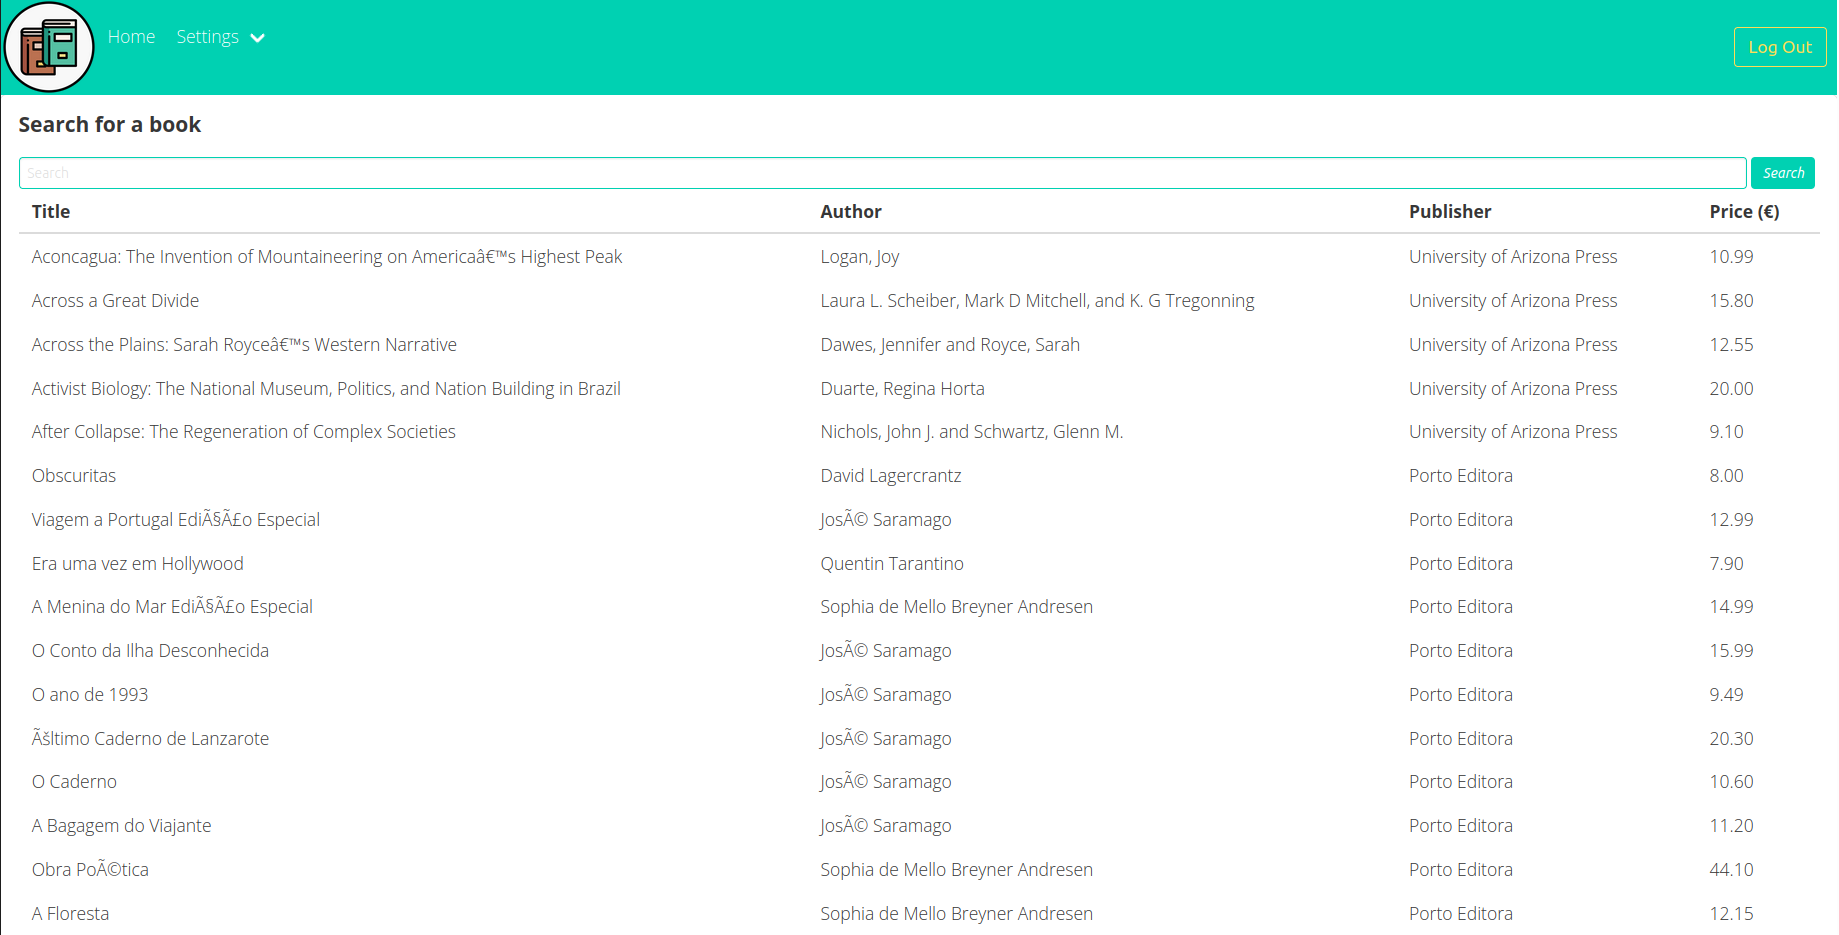 Home Settings
Log Out
Search for a book
Search Search
Title Author Publisher Price (€)
Aconcagua: The Invention of Mountaineering on Americaâ€™s Highest Peak Logan, Joy University of Arizona Press 10.99
Across a Great Divide Laura L. Scheiber, Mark D Mitchell, and K. G Tregonning University of Arizona Press 15.80
Across the Plains: Sarah Royceâ€™s Western Narrative Dawes, Jennifer and Royce, Sarah University of Arizona Press 12.55
Activist Biology: The National Museum, Politics, and Nation Building in Brazil Duarte, Regina Horta University of Arizona Press 20.00
After Collapse: The Regeneration of Complex Societies Nichols, John J. and Schwartz, Glenn M. University of Arizona Press 9.10
Obscuritas David Lagercrantz Porto Editora 8.00
Viagem a Portugal EdiÃ§Ã£o Especial JosÃ© Saramago Porto Editora 12.99
Era uma vez em Hollywood Quentin Tarantino Porto Editora 7.90
A Menina do Mar EdiÃ§Ã£o Especial Sophia de Mello Breyner Andresen Porto Editora 14.99
O Conto da Ilha Desconhecida JosÃ© Saramago Porto Editora 15.99
O ano de 1993 JosÃ© Saramago Porto Editora 9.49
Ãšltimo Caderno de Lanzarote JosÃ© Saramago Porto Editora 20.30
O Caderno JosÃ© Saramago Porto Editora 10.60
A Bagagem do Viajante JosÃ© Saramago Porto Editora 11.20
Obra PoÃ©tica Sophia de Mello Breyner Andresen Porto Editora 44.10
A Floresta Sophia de Mello Breyner Andresen Porto Editora 12.15